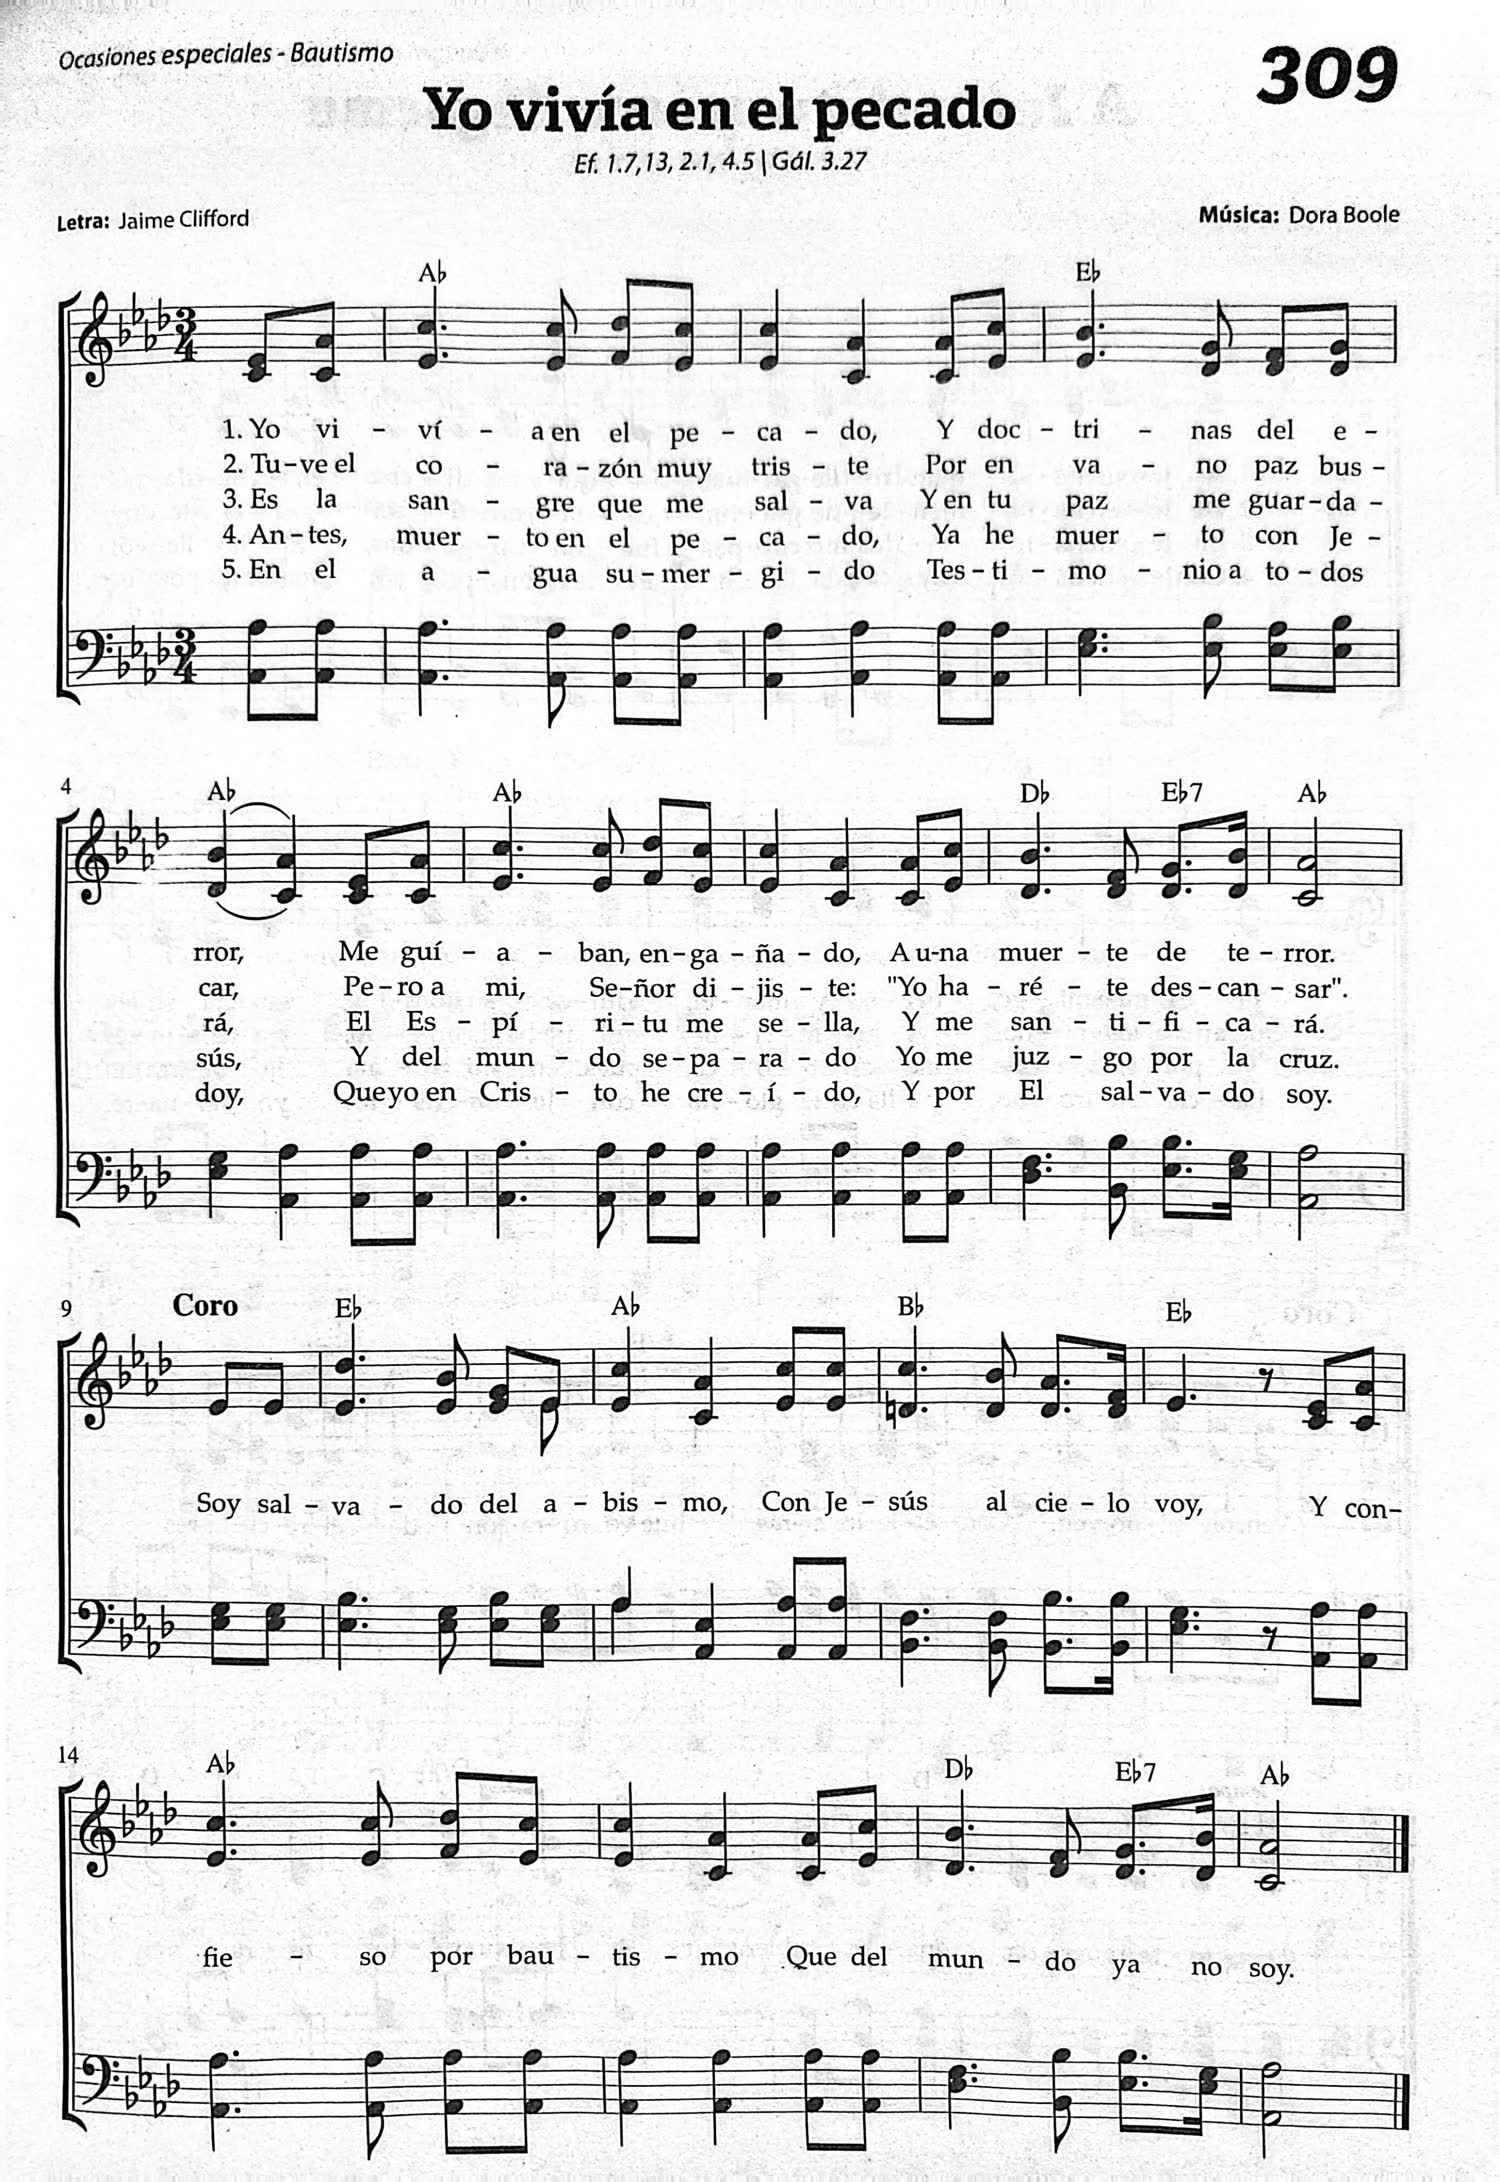 Ocasiones especiales - Bautismo
309
Yo vivía en el pecado
Ef. 1.7,13, 2.1, 4.5 | Gál. 3.27
Letra: Jaime Clifford
Música: Dora Boole
A♭ E♭
1. Yo vi – ví – a en el pe – ca – do, Y doc – tri – nas del e –
2. Tu–ve el co – ra – zón muy tris – te Por en va – no paz bus –
3. Es la san – gre que me sal – va Y en tu paz me guar–da –
4. An–tes, muer – to en el pe – ca – do, Ya he muer – to con Je –
5. En el a – gua su–mer – gi – do Tes–ti – mo – nio a to–dos
4
A♭ A♭ D♭ E♭7 A♭
rror, Me guí – a – ban, en–ga – ña – do, A u-na muer – te de te – rror.
car, Pe–ro a mi, Se–ñor di – jis – te: "Yo ha – ré – te des–can – sar".
rá, El Es – pí – ri–tu me se – lla, Y me san – ti – fi – ca – rá.
sús, Y del mun – do se–pa – ra – do Yo me juz – go por la cruz.
doy, Que yo en Cris – to he cre – í – do, Y por El sal–va – do soy.
9
Coro E♭ A♭ B♭ E♭
Soy sal – va – do del a – bis – mo, Con Je – sús al cie – lo voy, Y con–
14
A♭ D♭ E♭7 A♭
fie – so por bau – tis – mo Que del mun – do ya no soy.